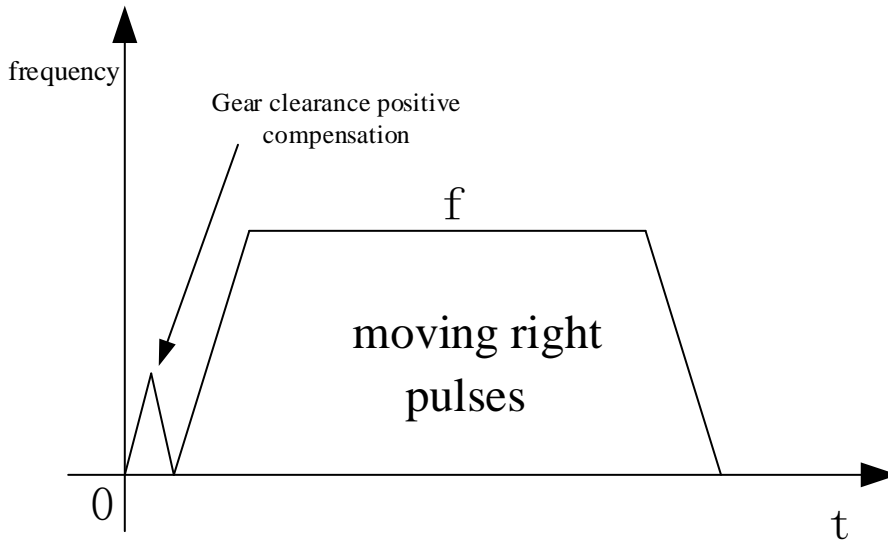 frequency
Gear clearance positive
compensation
f
moving right
pulses
0
t